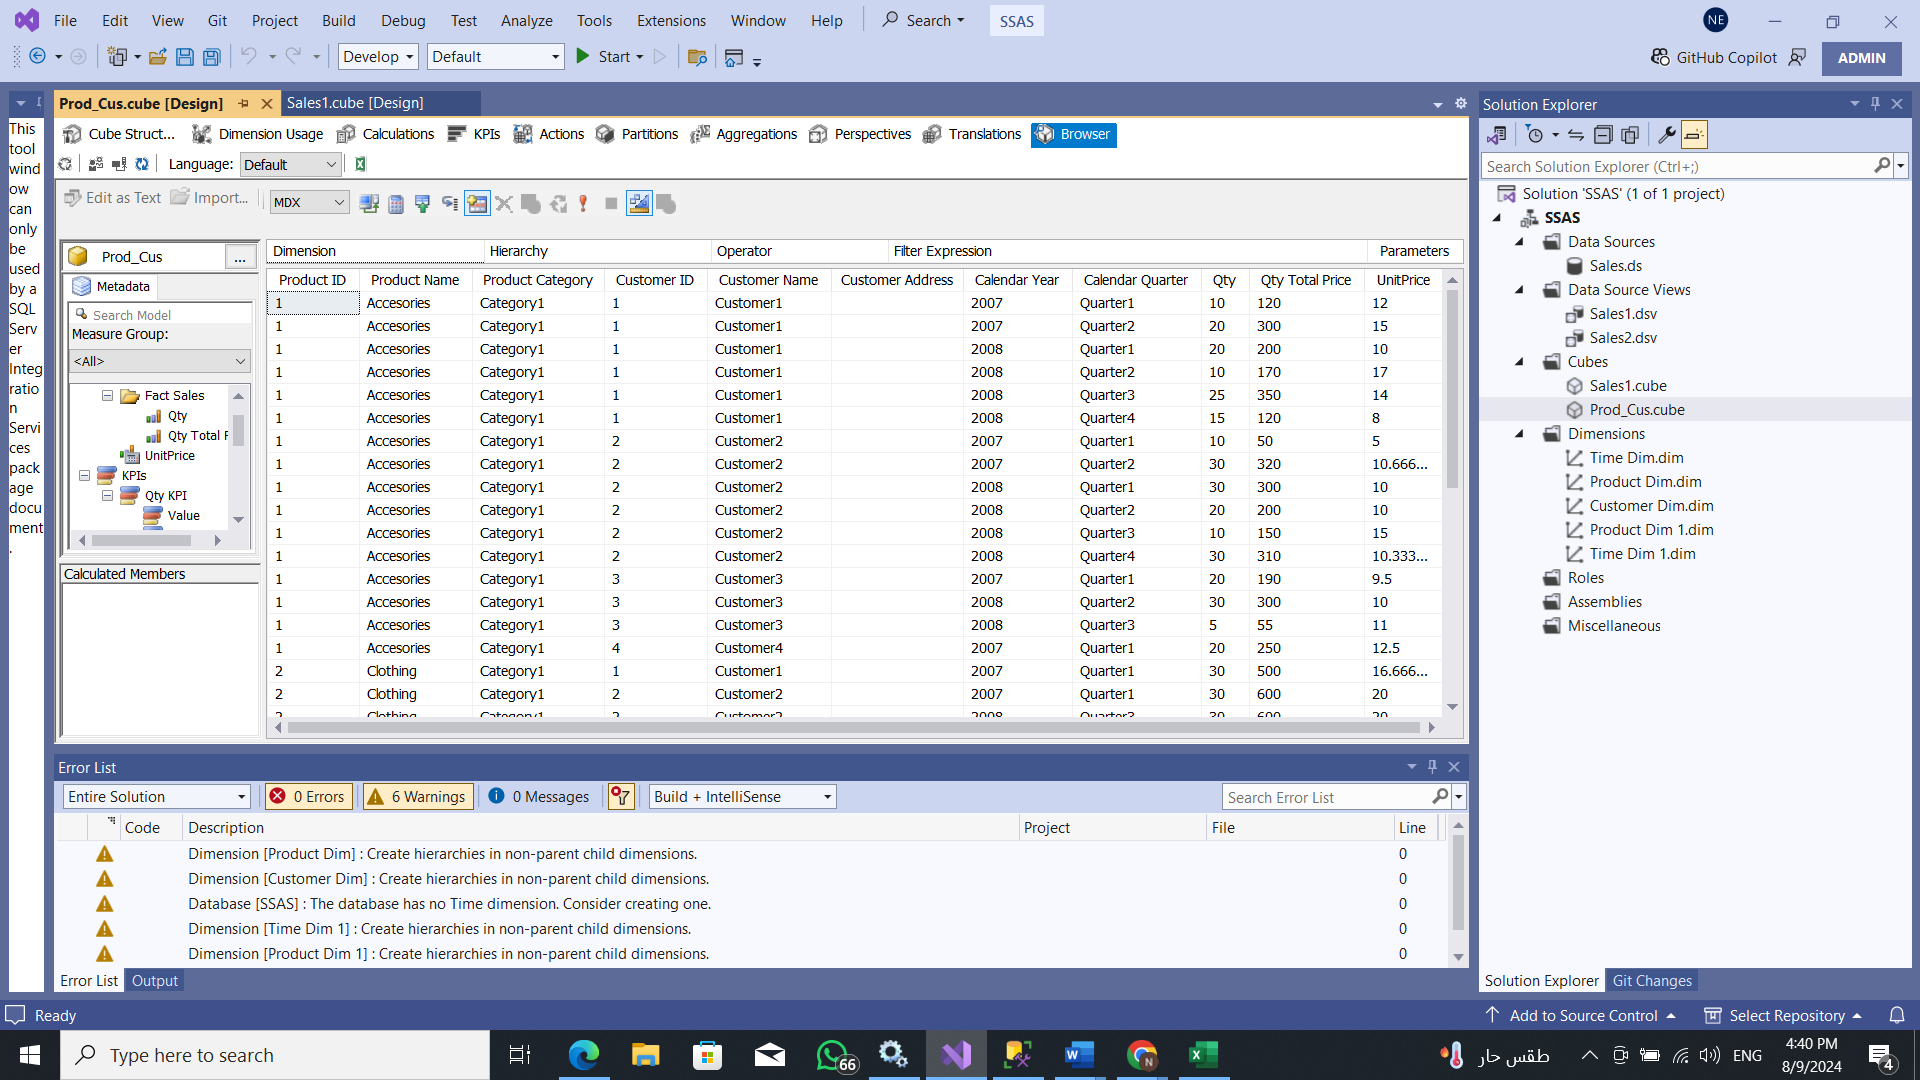 File Edit View Git Project Build Debug Test Analyze Tools Extensions Window Help Search SSAS NE
Develop Default Start GitHub Copilot ADMIN
Prod_Cus.cube [Design] Sales1.cube [Design]
Cube Struct... Dimension Usage Calculations KPIs Actions Partitions Aggregations Perspectives Translations Browser
Language: Default
Edit as Text Import... MDX
This
tool
wind
ow
can
only
be
used
by a
SQL
Serv
er
Integ
ratio
n
Servi
ces
pack
age
docu
ment
.
Prod_Cus ...
Metadata
Search Model
Measure Group:
<All>
Fact Sales
Qty
Qty Total
UnitPrice
KPIs
Qty KPI
Value
Calculated Members
Dimension Hierarchy Operator Filter Expression Parameters
Product ID Product Name Product Category Customer ID Customer Name Customer Address Calendar Year Calendar Quarter Qty Qty Total Price UnitPrice
1 Accesories Category1 1 Customer1 2007 Quarter1 10 120 12
1 Accesories Category1 1 Customer1 2007 Quarter2 20 300 15
1 Accesories Category1 1 Customer1 2008 Quarter1 20 200 10
1 Accesories Category1 1 Customer1 2008 Quarter2 10 170 17
1 Accesories Category1 1 Customer1 2008 Quarter3 25 350 14
1 Accesories Category1 1 Customer1 2008 Quarter4 15 120 8
1 Accesories Category1 2 Customer2 2007 Quarter1 10 50 5
1 Accesories Category1 2 Customer2 2007 Quarter2 30 320 10.666...
1 Accesories Category1 2 Customer2 2008 Quarter1 30 300 10
1 Accesories Category1 2 Customer2 2008 Quarter2 20 200 10
1 Accesories Category1 2 Customer2 2008 Quarter3 10 150 15
1 Accesories Category1 2 Customer2 2008 Quarter4 30 310 10.333...
1 Accesories Category1 3 Customer3 2007 Quarter1 20 190 9.5
1 Accesories Category1 3 Customer3 2008 Quarter2 30 300 10
1 Accesories Category1 3 Customer3 2008 Quarter3 5 55 11
1 Accesories Category1 4 Customer4 2007 Quarter1 20 250 12.5
2 Clothing Category1 1 Customer1 2007 Quarter1 30 500 16.666...
2 Clothing Category1 2 Customer2 2007 Quarter1 30 600 20
2 Clothing Category1 2 Customer2 2008 Quarter3 30 600 20
Error List
Entire Solution 0 Errors 6 Warnings 0 Messages Build + IntelliSense Search Error List
Code Description Project File Line
Dimension [Product Dim] : Create hierarchies in non-parent child dimensions. 0
Dimension [Customer Dim] : Create hierarchies in non-parent child dimensions. 0
Database [SSAS] : The database has no Time dimension. Consider creating one. 0
Dimension [Time Dim 1] : Create hierarchies in non-parent child dimensions. 0
Dimension [Product Dim 1] : Create hierarchies in non-parent child dimensions. 0
Error List Output
Solution Explorer
Search Solution Explorer (Ctrl+;)
Solution 'SSAS' (1 of 1 project)
SSAS
Data Sources
Sales.ds
Data Source Views
Sales1.dsv
Sales2.dsv
Cubes
Sales1.cube
Prod_Cus.cube
Dimensions
Time Dim.dim
Product Dim.dim
Customer Dim.dim
Product Dim 1.dim
Time Dim 1.dim
Roles
Assemblies
Miscellaneous
Solution Explorer Git Changes
Ready Add to Source Control Select Repository
Type here to search 66 N طقس حار ENG 4:40 PM
8/9/2024 4